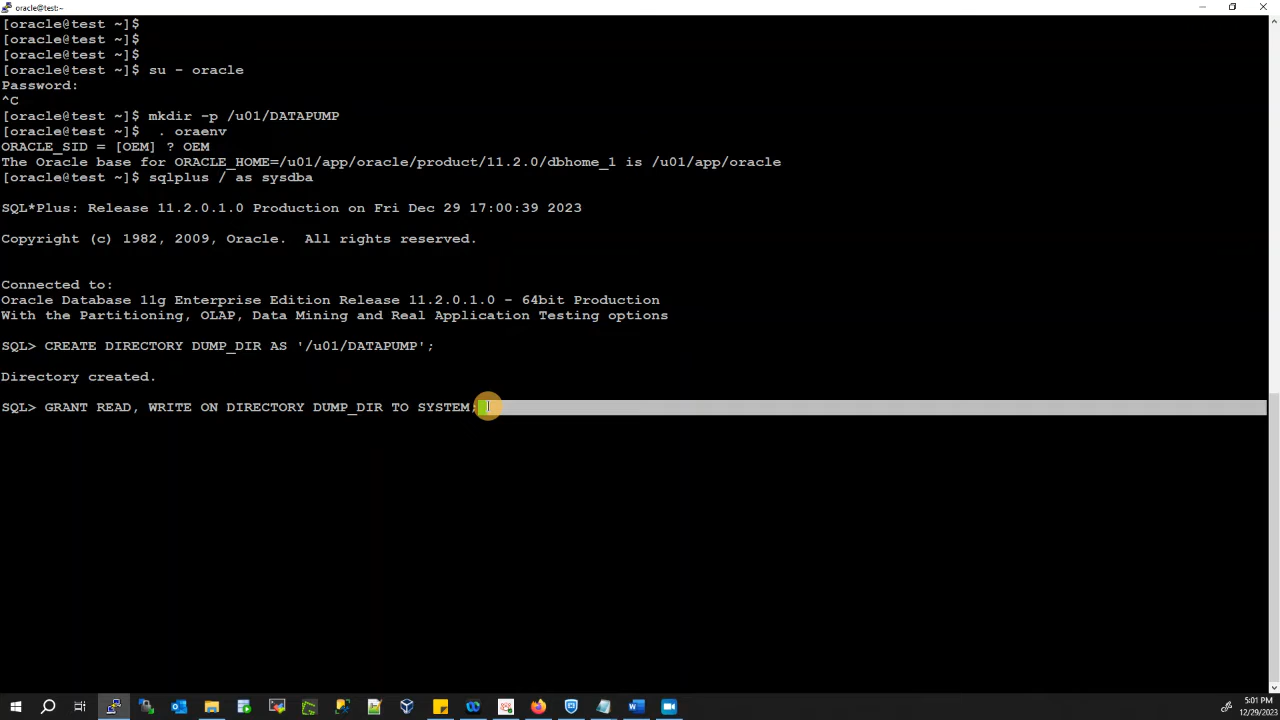 oracle@test:~
[oracle@test ~]$
[oracle@test ~]$
[oracle@test ~]$
[oracle@test ~]$ su - oracle
Password:
^C
[oracle@test ~]$ mkdir -p /u01/DATAPUMP
[oracle@test ~]$  . oraenv
ORACLE_SID = [OEM] ? OEM
The Oracle base for ORACLE_HOME=/u01/app/oracle/product/11.2.0/dbhome_1 is /u01/app/oracle
[oracle@test ~]$ sqlplus / as sysdba
SQL*Plus: Release 11.2.0.1.0 Production on Fri Dec 29 17:00:39 2023
Copyright (c) 1982, 2009, Oracle.  All rights reserved.
Connected to:
Oracle Database 11g Enterprise Edition Release 11.2.0.1.0 - 64bit Production
With the Partitioning, OLAP, Data Mining and Real Application Testing options
SQL> CREATE DIRECTORY DUMP_DIR AS '/u01/DATAPUMP';
Directory created.
SQL> GRANT READ, WRITE ON DIRECTORY DUMP_DIR TO SYSTEM;
5:01 PM
12/29/2023